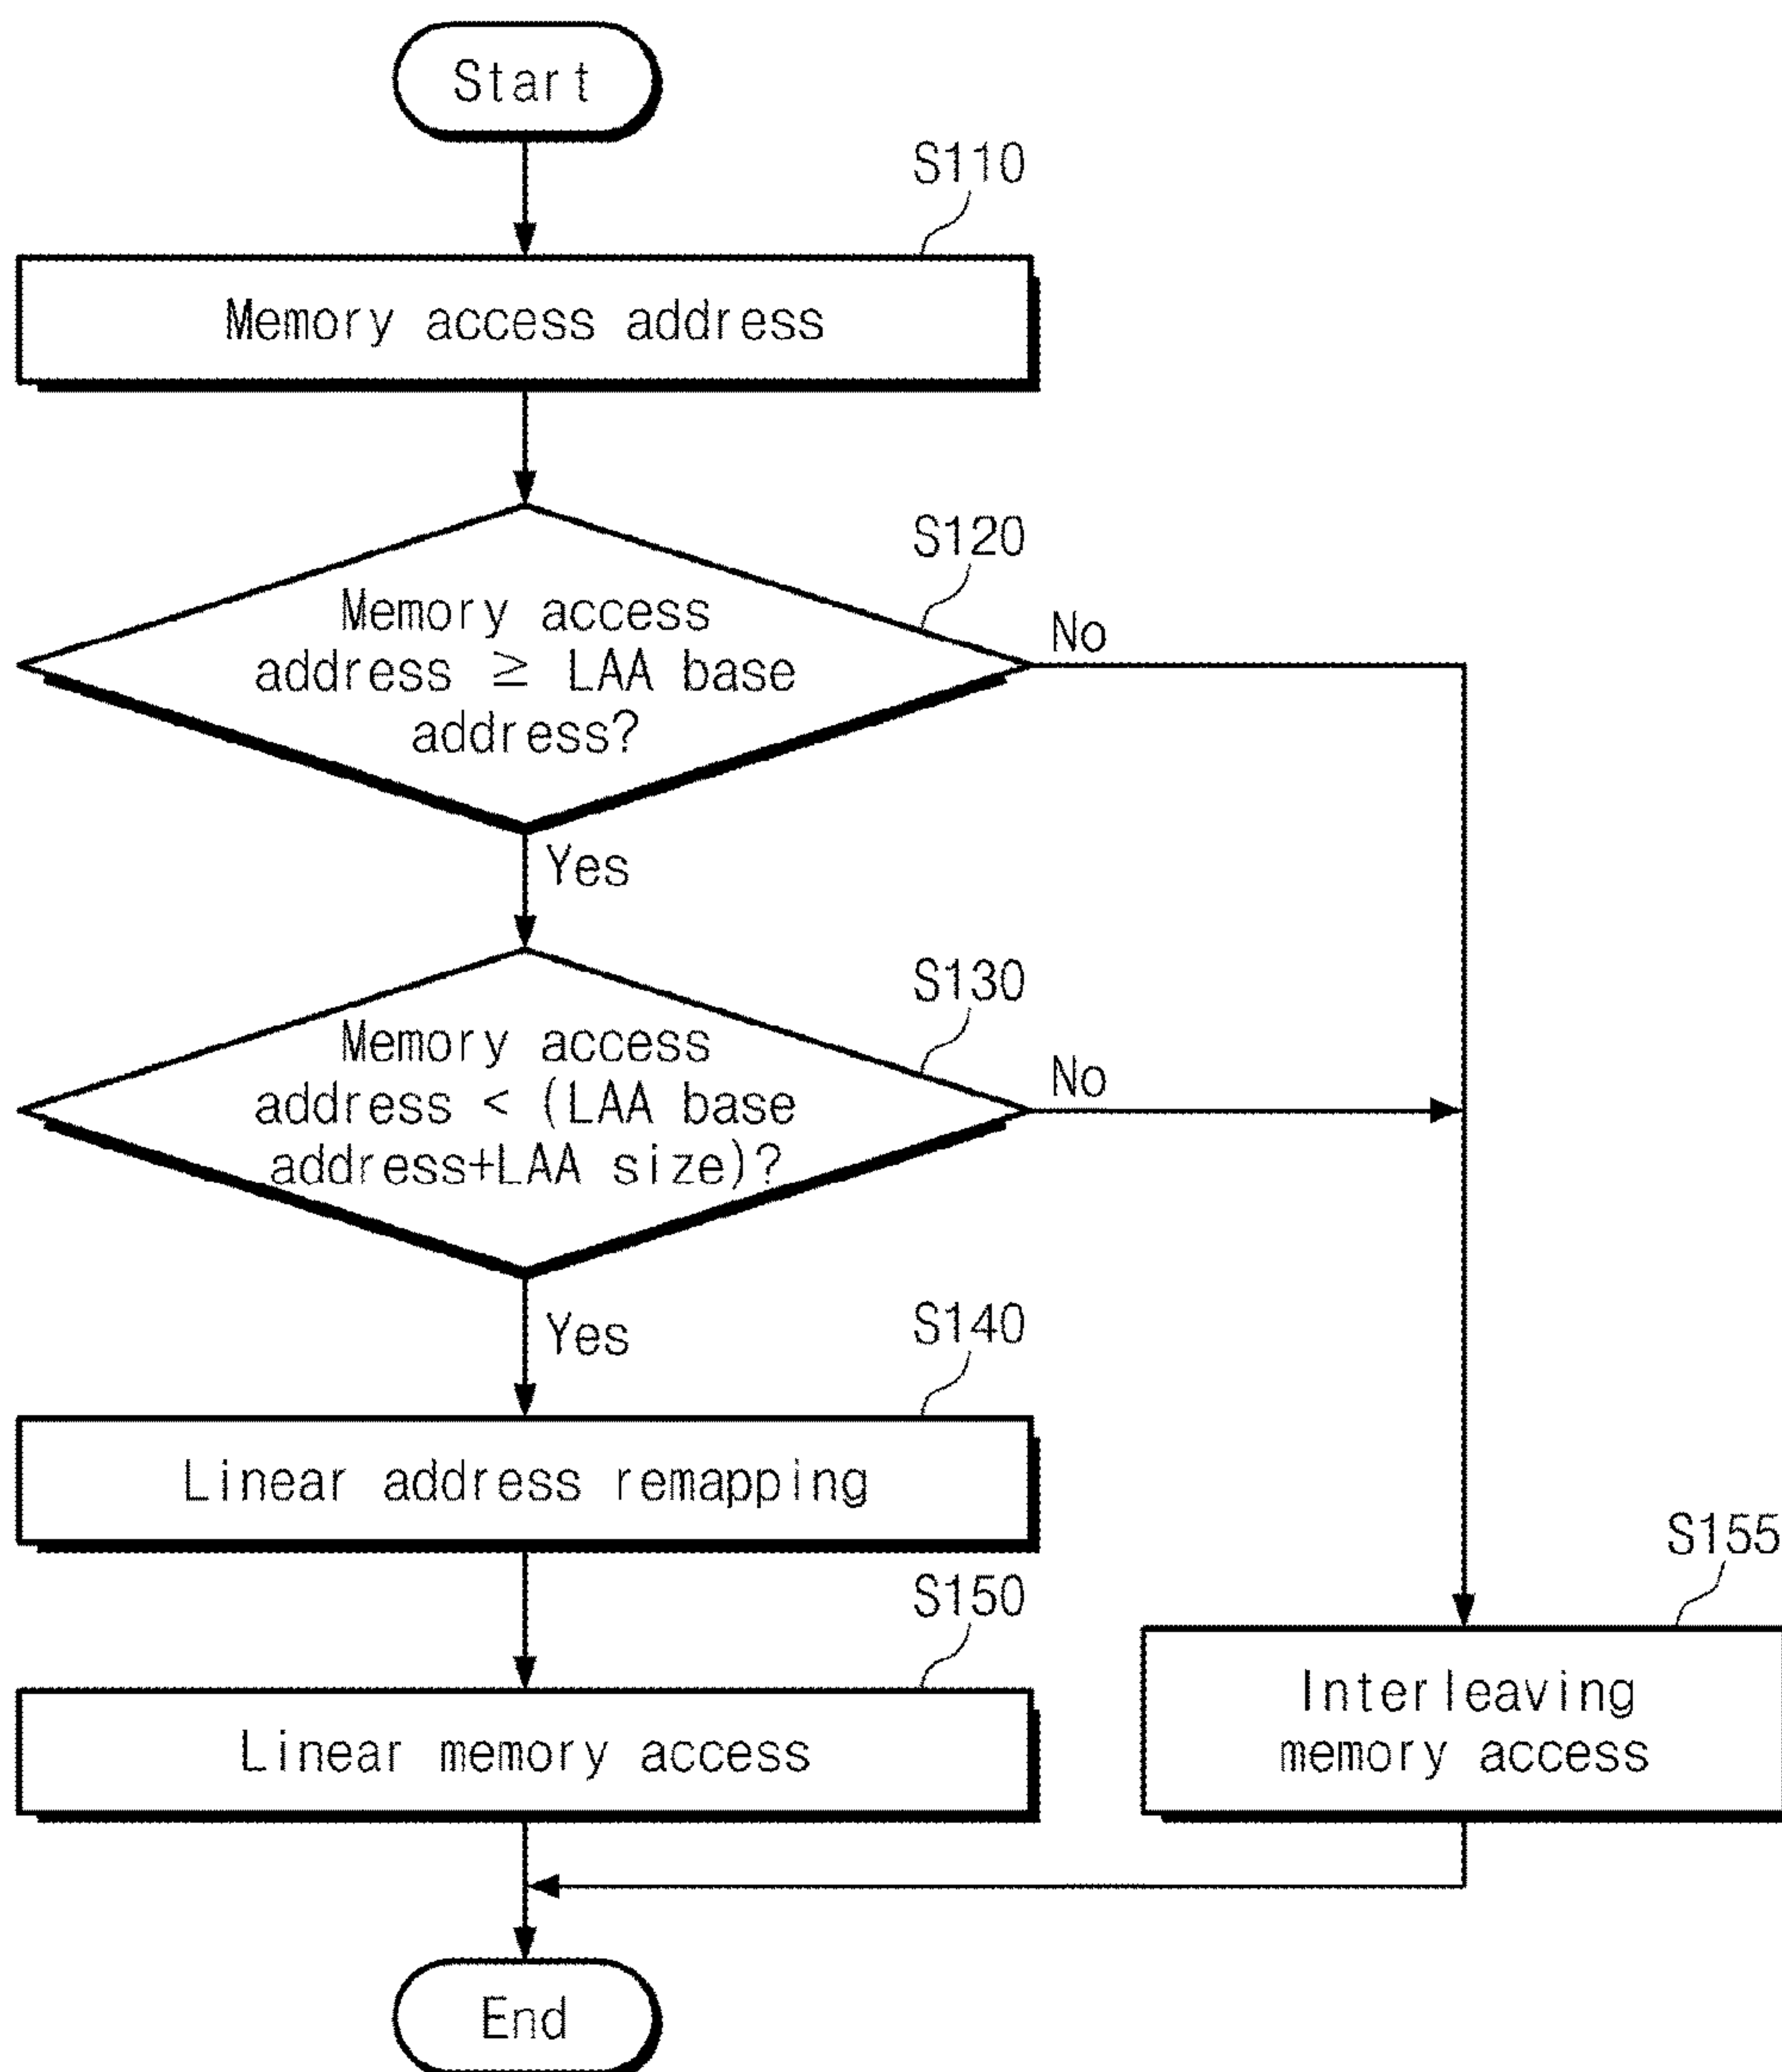 Start
S110
Memory access address
S120
Memory access
address ≥ LAA base
address?
No
Yes
S130
Memory access
address < (LAA base
address+LAA size)?
No
Yes
S140
Linear address remapping
S150
Linear memory access
S155
Interleaving
memory access
End